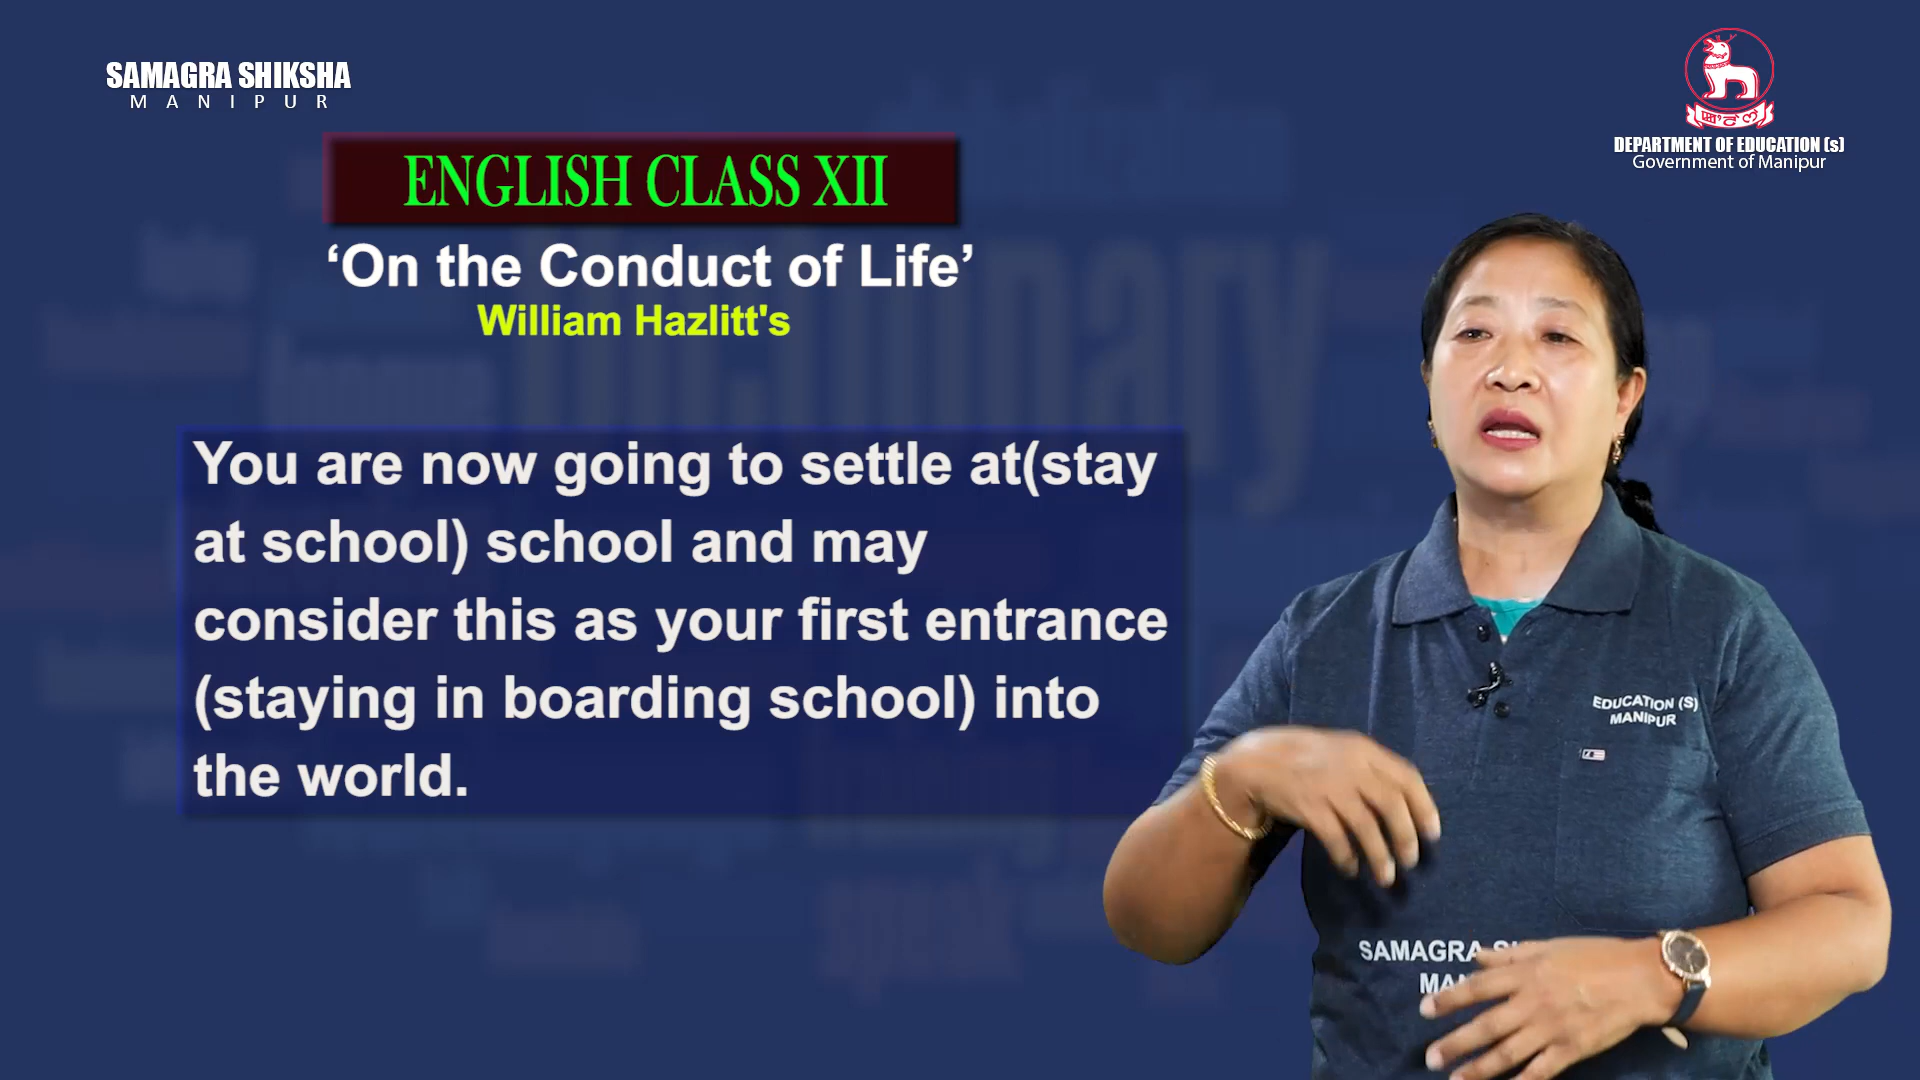 SAMAGRA SHIKSHA
MANIPUR
DEPARTMENT OF EDUCATION (s)
Government of Manipur
ENGLISH CLASS XII
‘On the Conduct of Life’
William Hazlitt's
You are now going to settle at(stay
at school) school and may
consider this as your first entrance
(staying in boarding school) into
the world.
EDUCATION (S)
MANIPUR
SAMAGRA